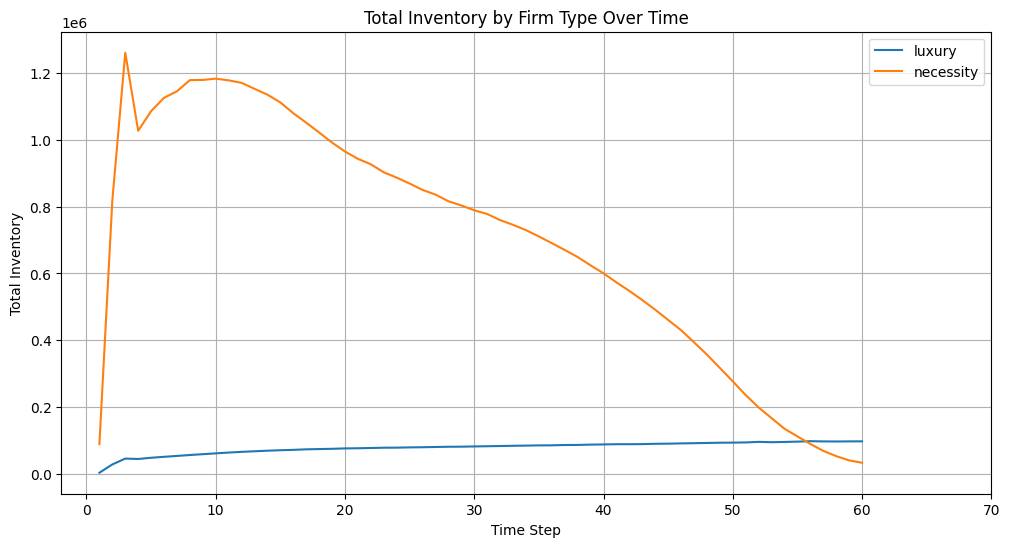 Total Inventory by Firm Type Over Time
1e6
luxury
necessity
1.2
1.0
0.8
0.6
0.4
0.2
0.0
Total Inventory
0 10 20 30 40 50 60 70
Time Step